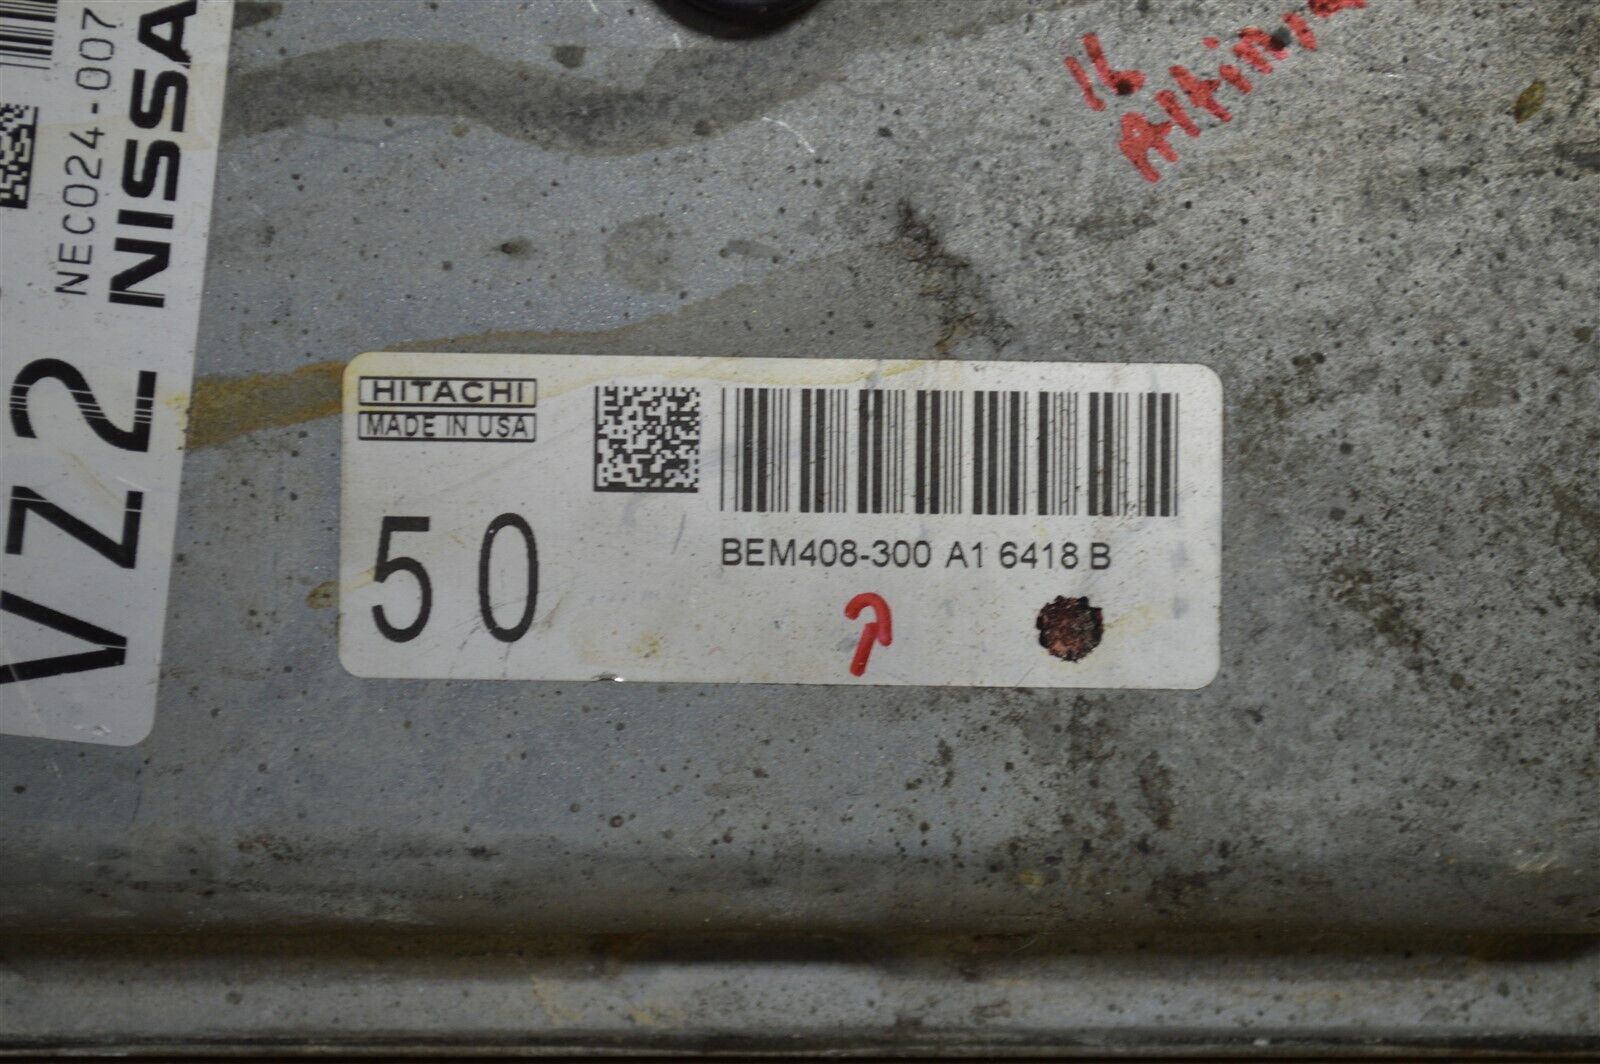 NEC024-007
NISSA
VZ2
16
Altima
HITACHI
MADE IN USA
50
BEM408-300 A1 6418 B